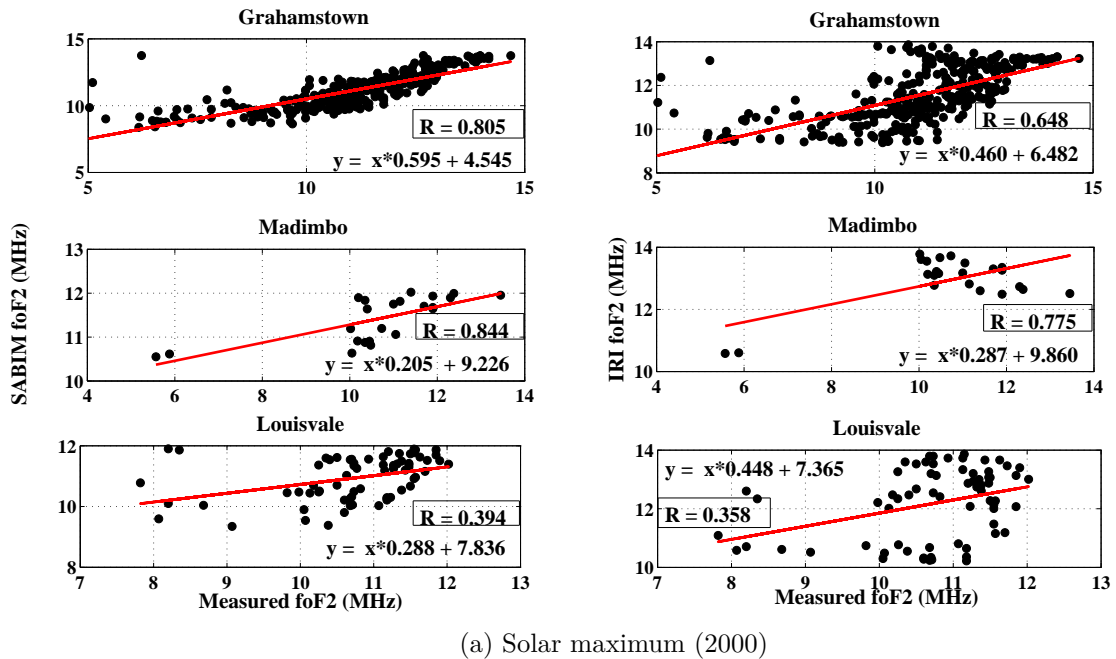 Grahamstown
15
10
5
R = 0.805
y = x*0.595 + 4.545
5
10
15
Grahamstown
14
12
10
8
R = 0.648
y = x*0.460 + 6.482
5
10
15
SABIM foF2 (MHz)
Madimbo
13
12
11
10
R = 0.844
y = x*0.205 + 9.226
4
6
8
10
12
14
IRI foF2 (MHz)
Madimbo
14
12
10
R = 0.775
y = x*0.287 + 9.860
4
6
8
10
12
14
Louisvale
12
10
8
R = 0.394
y = x*0.288 + 7.836
7
8
9
10
11
12
13
Measured foF2 (MHz)
Louisvale
14
12
10
y = x*0.448 + 7.365
R = 0.358
7
8
9
10
11
12
13
Measured foF2 (MHz)
(a) Solar maximum (2000)